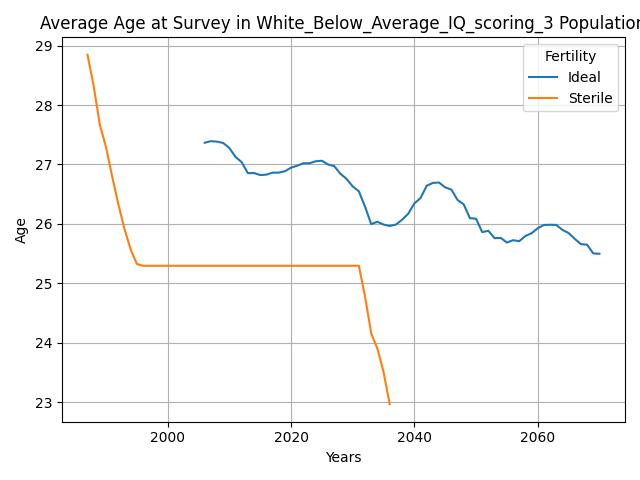 Average Age at Survey in White_Below_Average_IQ_scoring_3 Population
Fertility
Ideal
Sterile
29
28
27
26
25
24
23
Age
2000
2020
2040
2060
Years